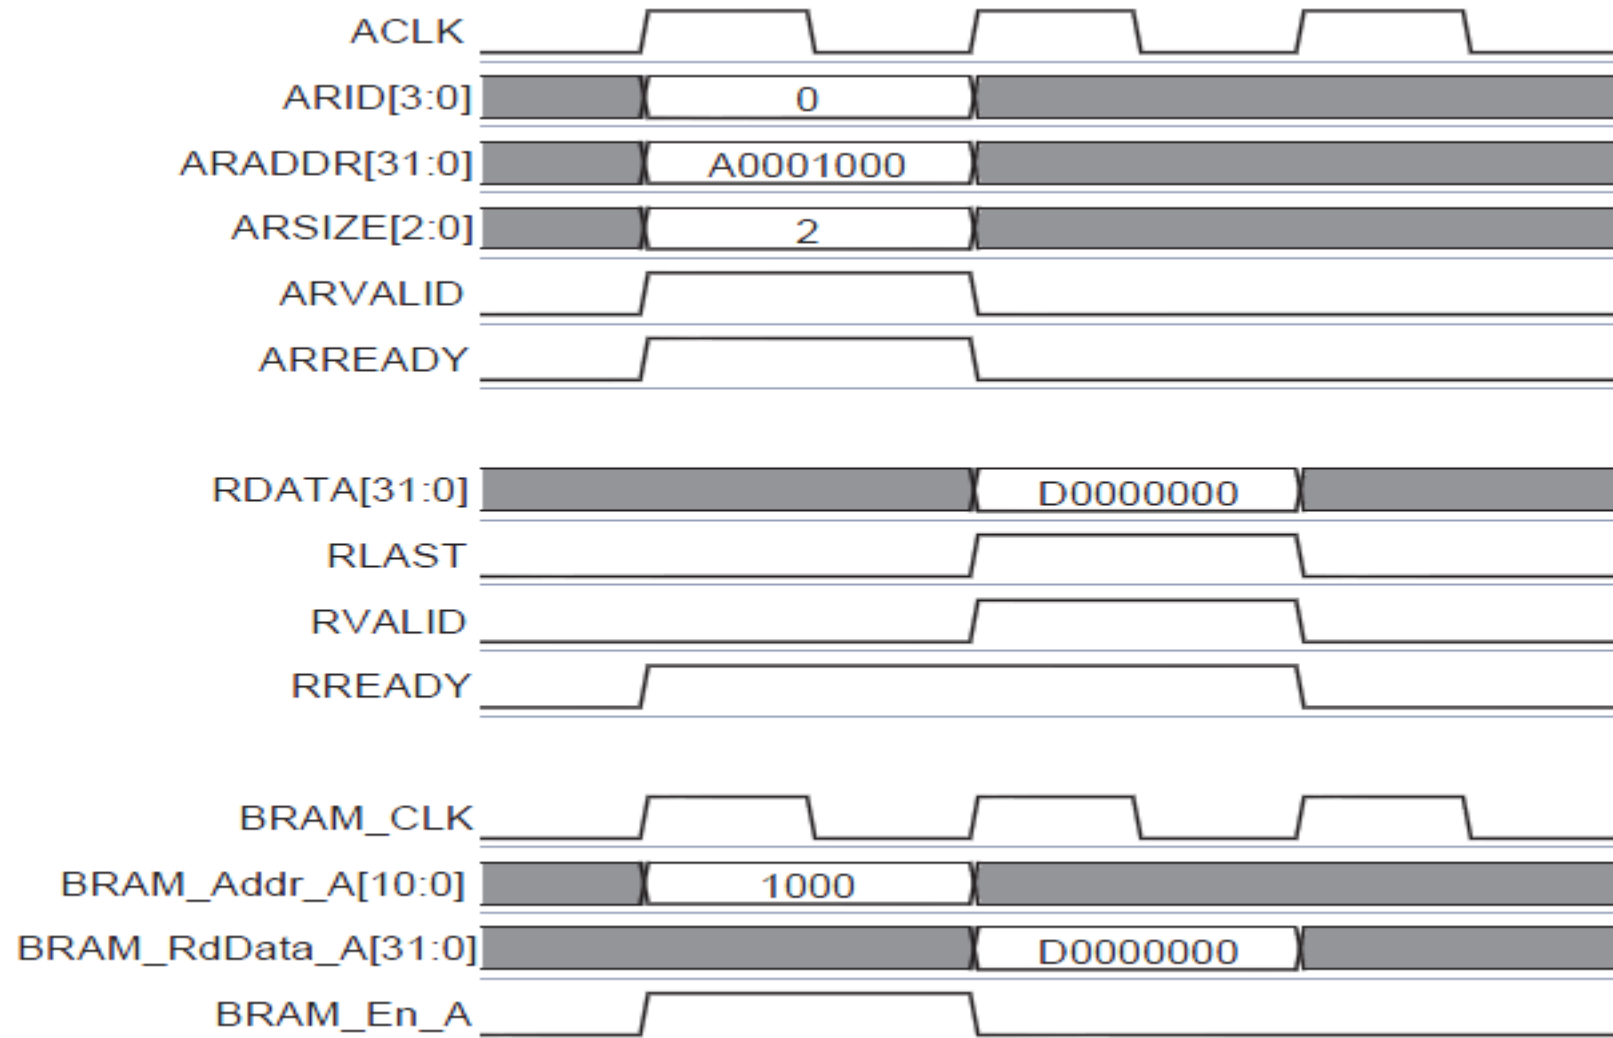 ACLK
ARID[3:0] 0
ARADDR[31:0] A0001000
ARSIZE[2:0] 2
ARVALID
ARREADY
RDATA[31:0] D0000000
RLAST
RVALID
RREADY
BRAM_CLK
BRAM_Addr_A[10:0] 1000
BRAM_RdData_A[31:0] D0000000
BRAM_En_A